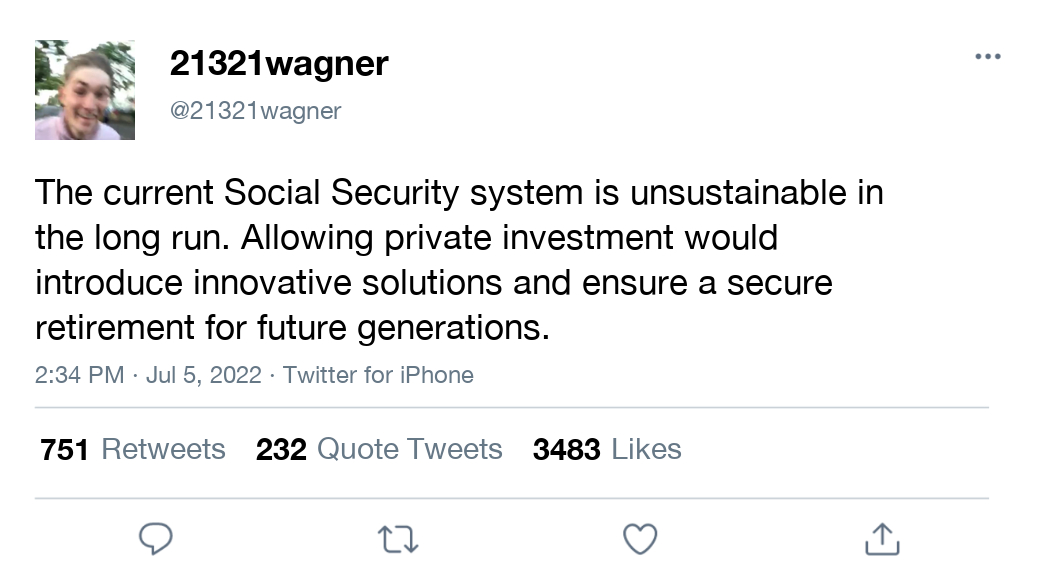 21321wagner
@21321wagner
The current Social Security system is unsustainable in
the long run. Allowing private investment would
introduce innovative solutions and ensure a secure
retirement for future generations.
2:34 PM · Jul 5, 2022 · Twitter for iPhone
751 Retweets 232 Quote Tweets 3483 Likes